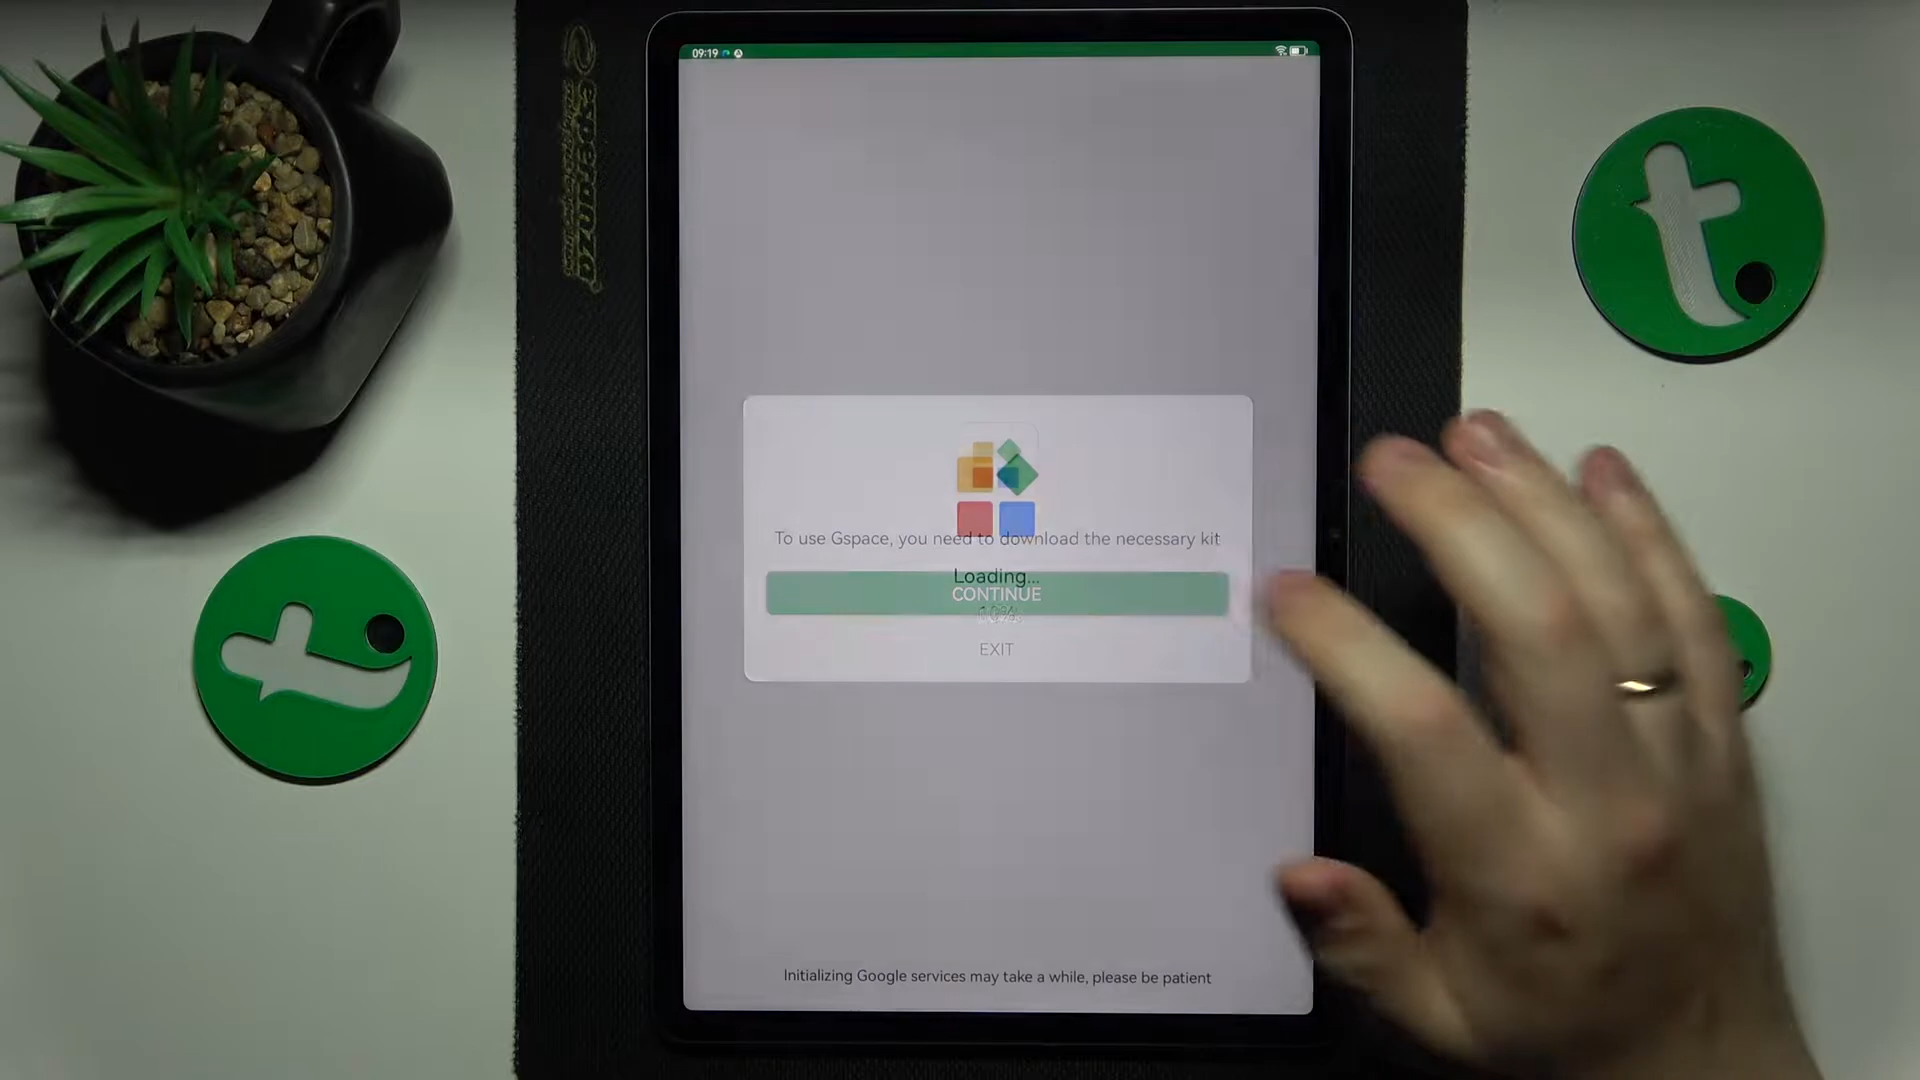 09:19
esperanza
To use Gspace, you need to download the necessary kit
Loading...
CONTINUE
EXIT
Initializing Google services may take a while, please be patient